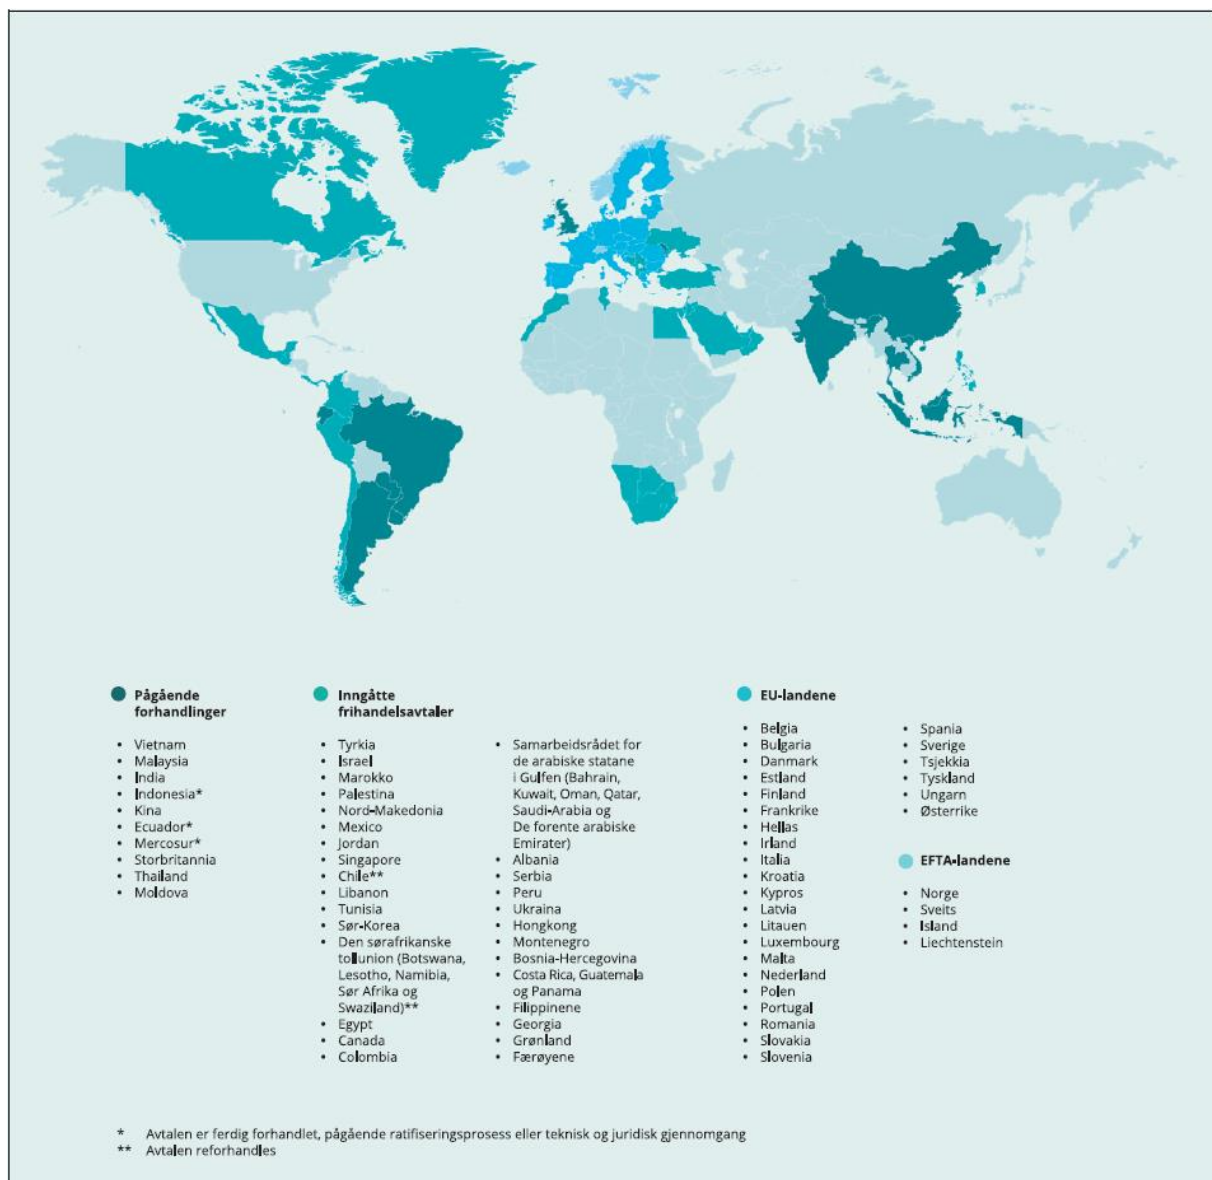 Pågående
forhandlinger
• Vietnam
• Malaysia
• India
• Indonesia*
• Kina
• Ecuador*
• Mercosur*
• Storbritannia
• Thailand
• Moldova
Inngåtte
frihandelsavtaler
• Tyrkia
• Israel
• Marokko
• Palestina
• Nord-Makedonia
• Mexico
• Jordan
• Singapore
• Chile**
• Libanon
• Tunisia
• Sør-Korea
• Den sørafrikanske
tollunion (Botswana,
Lesotho, Namibia,
Sør Afrika og
Swaziland)**
• Egypt
• Canada
• Colombia
• Samarbeidsrådet for
de arabiske statane
i Gulfen (Bahrain,
Kuwait, Oman, Qatar,
Saudi-Arabia og
De forente arabiske
Emirater)
• Albania
• Serbia
• Peru
• Ukraina
• Hongkong
• Montenegro
• Bosnia-Hercegovina
• Costa Rica, Guatemala
og Panama
• Filippinene
• Georgia
• Grønland
• Færøyene
EU-landene
• Belgia
• Bulgaria
• Danmark
• Estland
• Finland
• Frankrike
• Hellas
• Irland
• Italia
• Kroatia
• Kypros
• Latvia
• Litauen
• Luxembourg
• Malta
• Nederland
• Polen
• Portugal
• Romania
• Slovakia
• Slovenia
• Spania
• Sverige
• Tsjekkia
• Tyskland
• Ungarn
• Østerrike
EFTA-landene
• Norge
• Sveits
• Island
• Liechtenstein
* Avtalen er ferdig forhandlet, pågående ratifiseringsprosess eller teknisk og juridisk gjennomgang
** Avtalen reforhandles